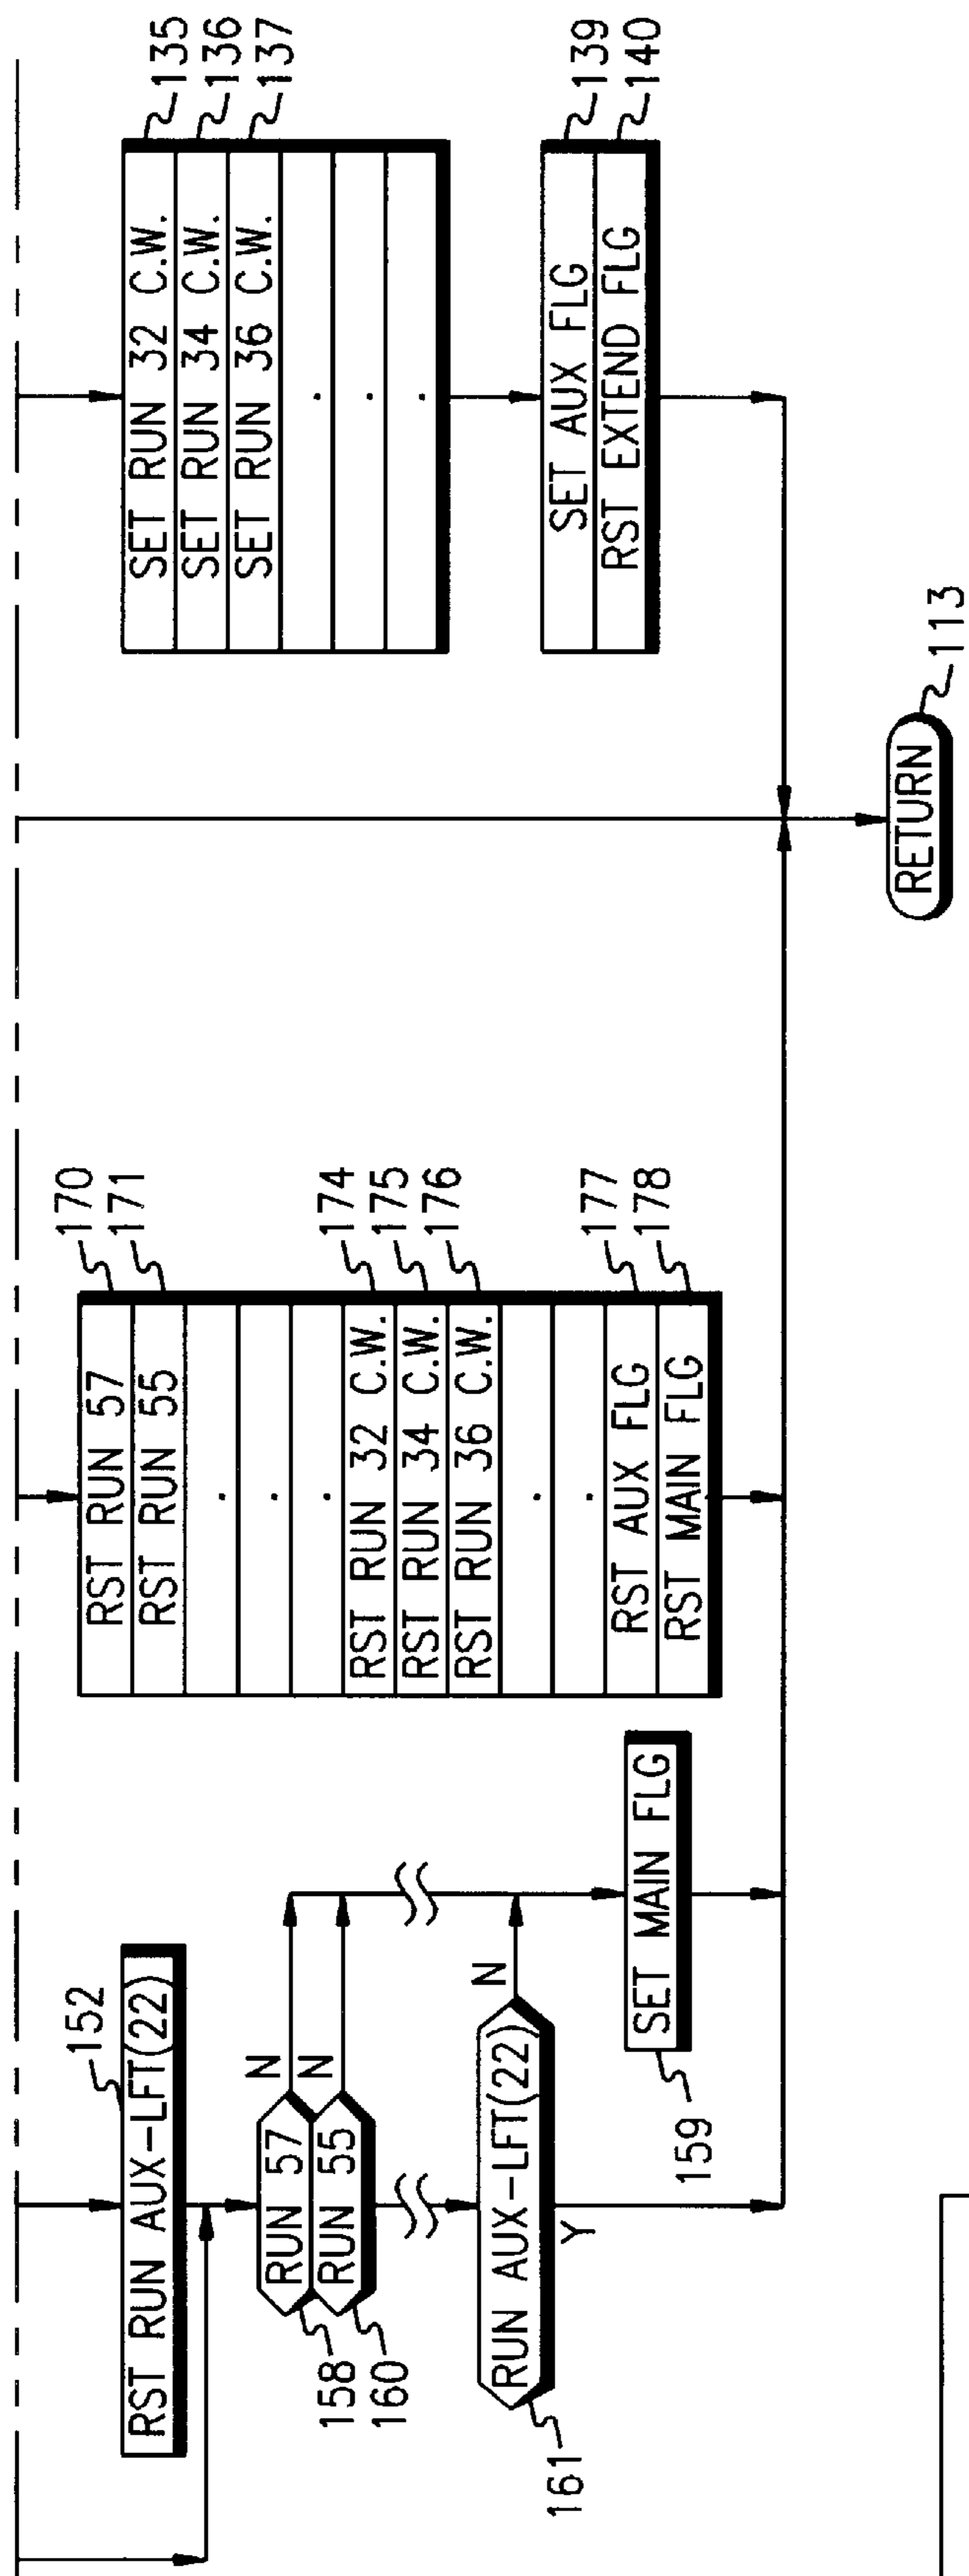 152
RST RUN AUX-LFT(22)
RUN 57
N
RUN 55
N
158
160
RUN AUX-LFT(22)
N
Y
161
SET MAIN FLG
159
RST RUN 57
170
RST RUN 55
171
.
.
.
RST RUN 32 C.W.
174
RST RUN 34 C.W.
175
RST RUN 36 C.W.
176
.
.
RST AUX FLG
177
RST MAIN FLG
178
SET RUN 32 C.W.
135
SET RUN 34 C.W.
136
SET RUN 36 C.W.
137
.
.
.
SET AUX FLG
139
RST EXTEND FLG
140
RETURN
113